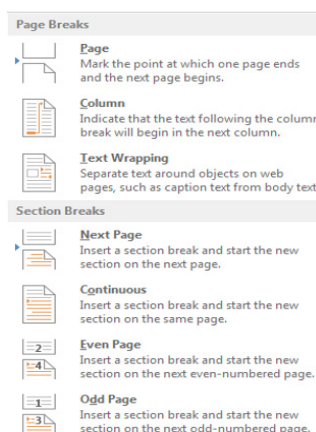 Page Breaks
Page
Mark the point at which one page ends
and the next page begins.
Column
Indicate that the text following the column
break will begin in the next column.
Text Wrapping
Separate text around objects on web
pages, such as caption text from body text
Section Breaks
Next Page
Insert a section break and start the new
section on the next page.
Continuous
Insert a section break and start the new
section on the same page.
2
Even Page
Insert a section break and start the new
4
section on the next even-numbered page.
1
Odd Page
Insert a section break and start the new
3
section on the next odd-numbered page.